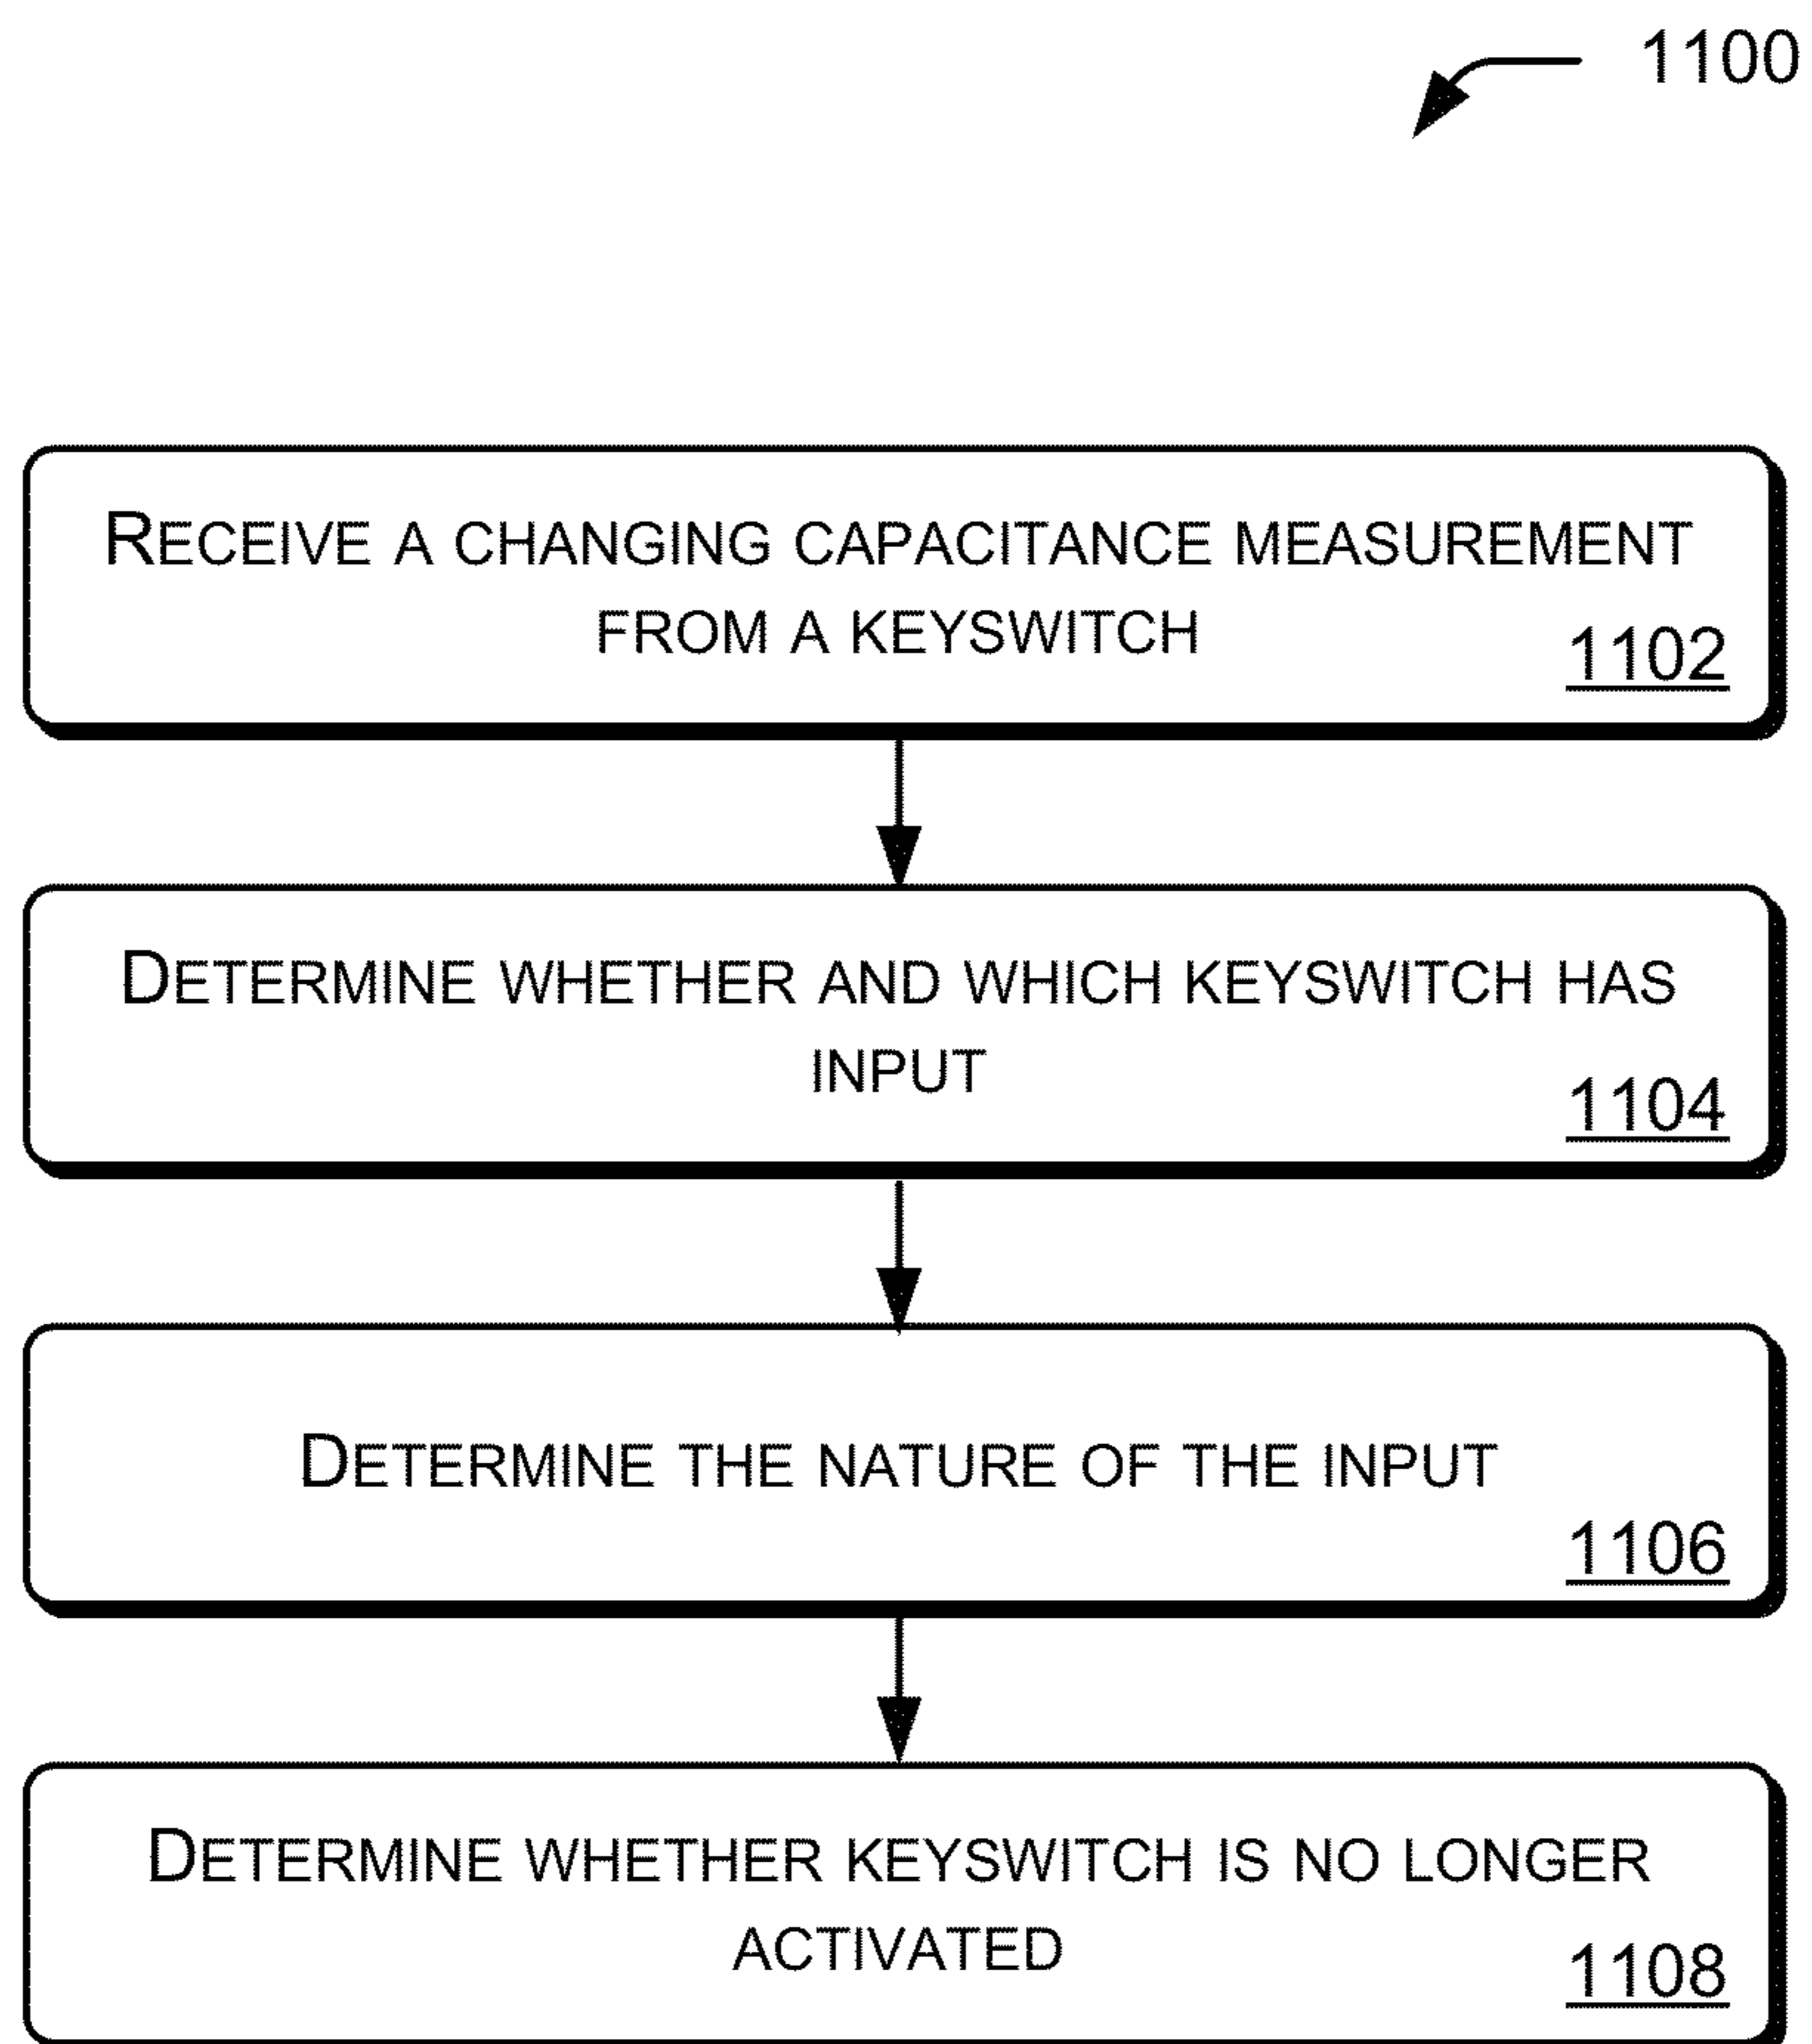 1100
RECEIVE A CHANGING CAPACITANCE MEASUREMENT
FROM A KEYSWITCH
1102
DETERMINE WHETHER AND WHICH KEYSWITCH HAS
INPUT
1104
DETERMINE THE NATURE OF THE INPUT
1106
DETERMINE WHETHER KEYSWITCH IS NO LONGER
ACTIVATED
1108